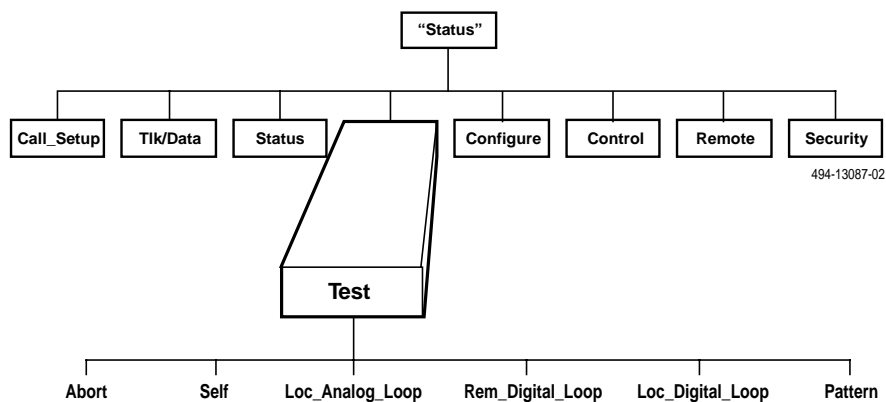 “Status”
Call_Setup Tlk/Data Status Configure Control Remote Security
494-13087-02
Test
Abort Self Loc_Analog_Loop Rem_Digital_Loop Loc_Digital_Loop Pattern